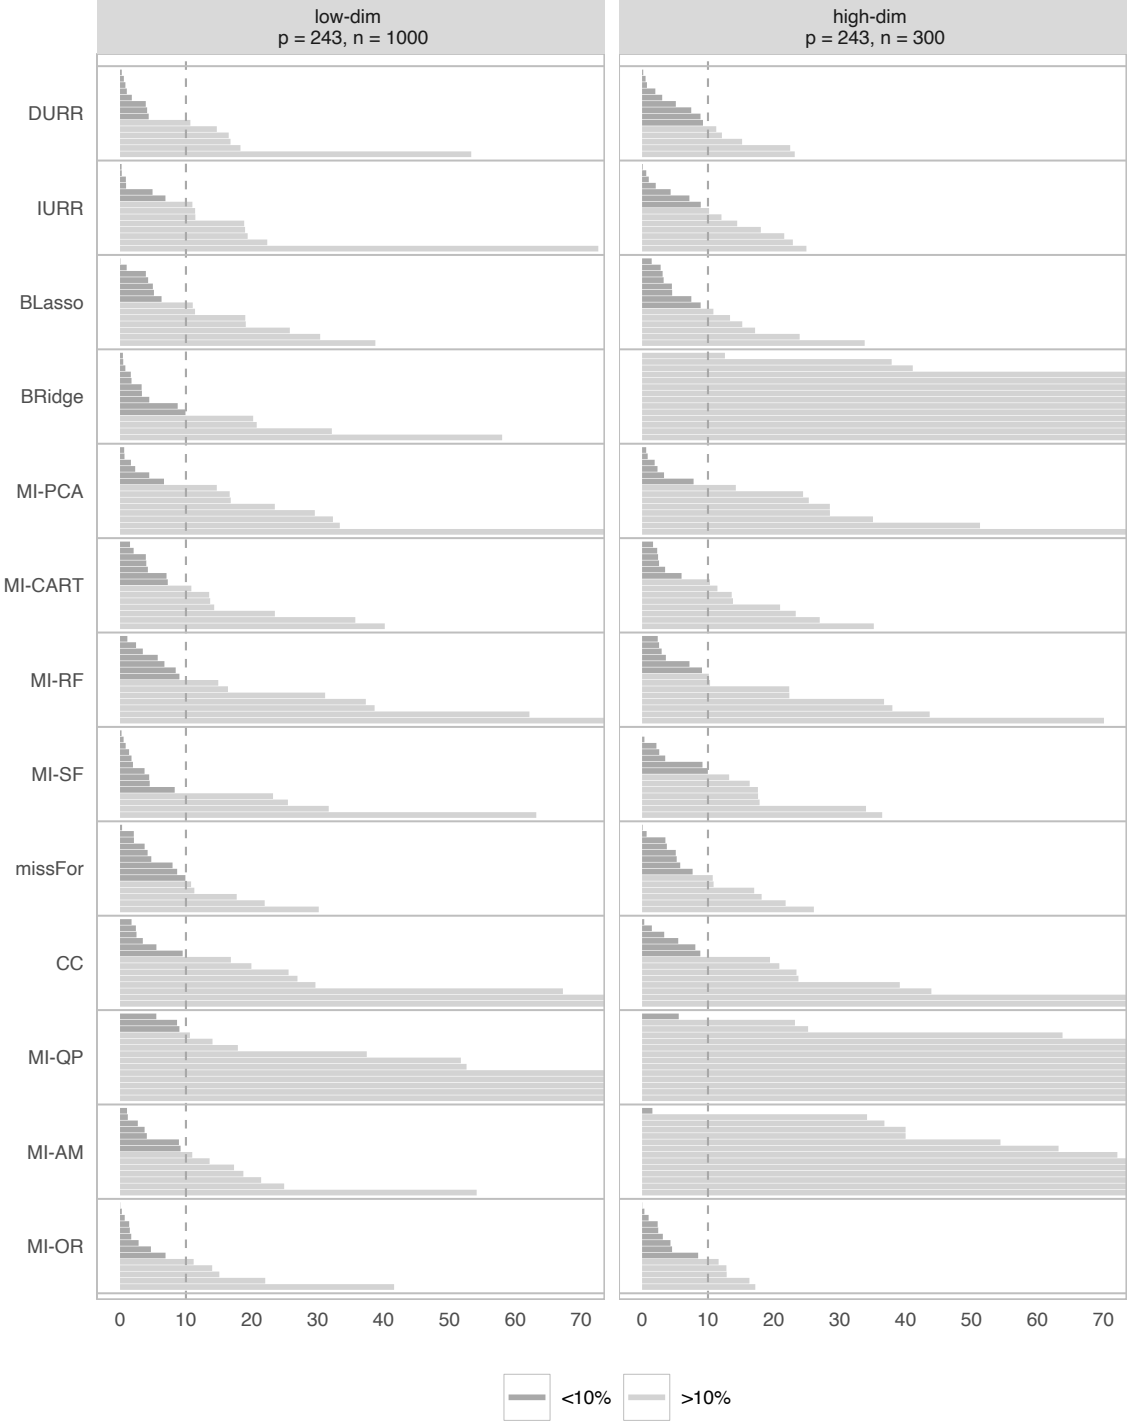 low-dim
p = 243, n = 1000
high-dim
p = 243, n = 300
DURR
IURR
BLasso
BRidge
MI-PCA
MI-CART
MI-RF
MI-SF
missFor
CC
MI-QP
MI-AM
MI-OR
0 10 20 30 40 50 60 70
0 10 20 30 40 50 60 70
<10% >10%